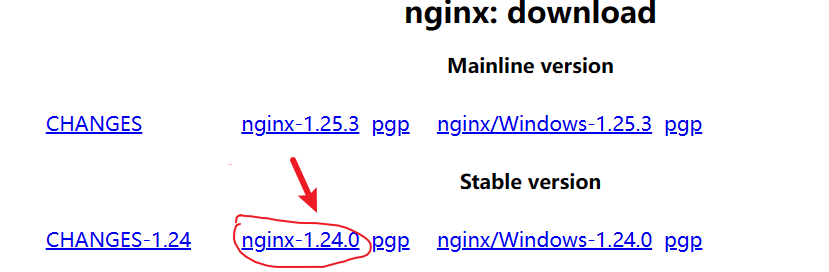 nginx: download
Mainline version
CHANGES nginx-1.25.3 pgp nginx/Windows-1.25.3 pgp
Stable version
CHANGES-1.24 nginx-1.24.0 pgp nginx/Windows-1.24.0 pgp